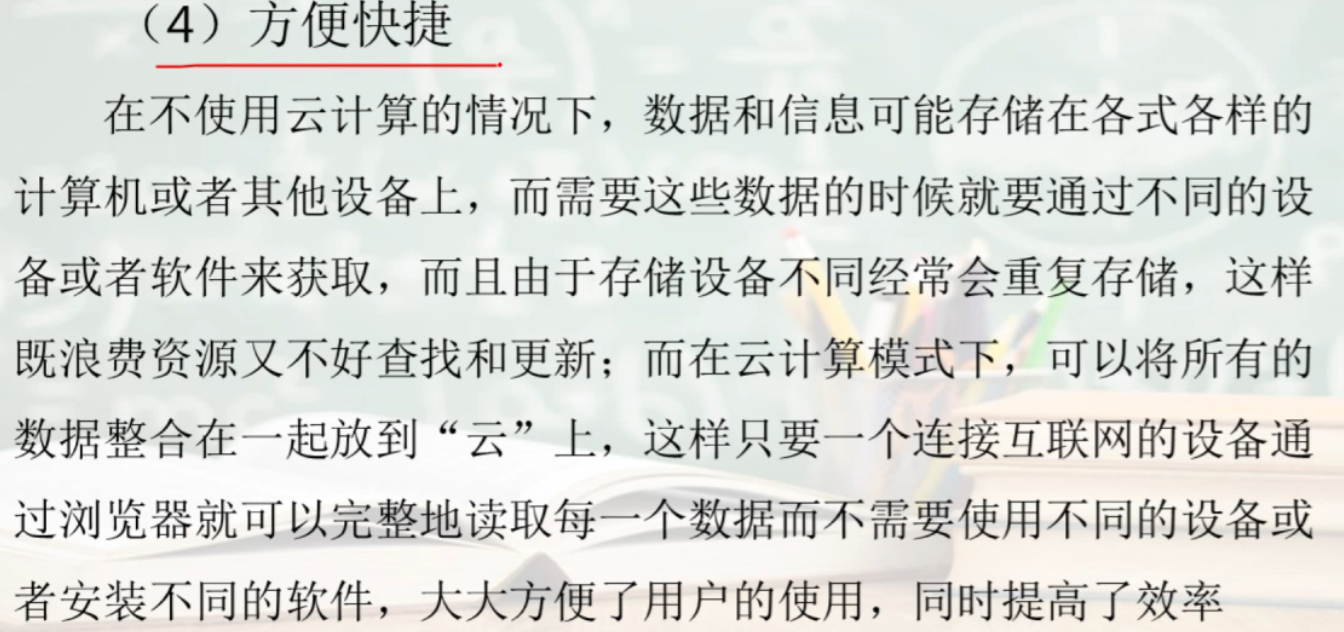 （4）方便快捷
在不使用云计算的情况下，数据和信息可能存储在各式各样的
计算机或者其他设备上，而需要这些数据的时候就要通过不同的设
备或者软件来获取，而且由于存储设备不同经常会重复存储，这样
既浪费资源又不好查找和更新；而在云计算模式下，可以将所有的
数据整合在一起放到“云”上，这样只要一个连接互联网的设备通
过浏览器就可以完整地读取每一个数据而不需要使用不同的设备或
者安装不同的软件，大大方便了用户的使用，同时提高了效率